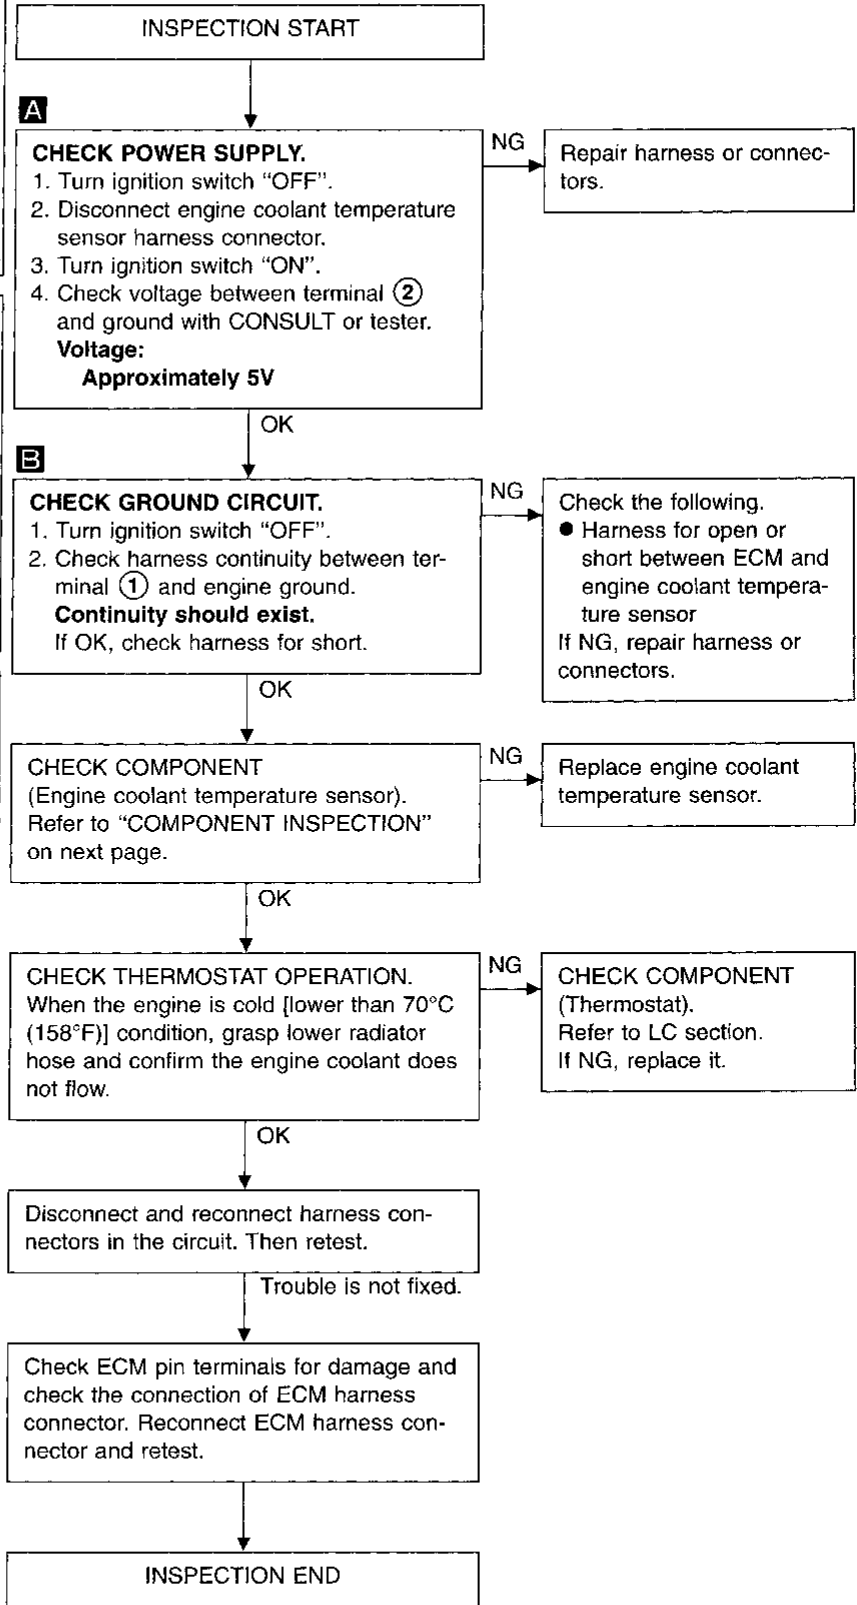 INSPECTION START
A
CHECK POWER SUPPLY.
1. Turn ignition switch “OFF”.
2. Disconnect engine coolant temperature
sensor harness connector.
3. Turn ignition switch “ON”.
4. Check voltage between terminal ②
and ground with CONSULT or tester.
Voltage:
Approximately 5V
NG
Repair harness or connec-
tors.
OK
B
CHECK GROUND CIRCUIT.
1. Turn ignition switch “OFF”.
2. Check harness continuity between ter-
minal ① and engine ground.
Continuity should exist.
If OK, check harness for short.
NG
Check the following.
● Harness for open or
short between ECM and
engine coolant tempera-
ture sensor
If NG, repair harness or
connectors.
OK
CHECK COMPONENT
(Engine coolant temperature sensor).
Refer to “COMPONENT INSPECTION”
on next page.
NG
Replace engine coolant
temperature sensor.
OK
CHECK THERMOSTAT OPERATION.
When the engine is cold [lower than 70°C
(158°F)] condition, grasp lower radiator
hose and confirm the engine coolant does
not flow.
NG
CHECK COMPONENT
(Thermostat).
Refer to LC section.
If NG, replace it.
OK
Disconnect and reconnect harness con-
nectors in the circuit. Then retest.
Trouble is not fixed.
Check ECM pin terminals for damage and
check the connection of ECM harness
connector. Reconnect ECM harness con-
nector and retest.
INSPECTION END